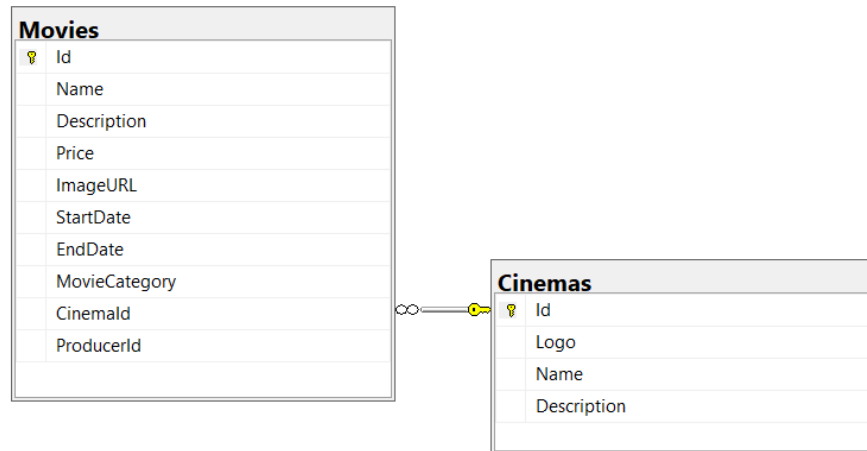 Movies
Id
Name
Description
Price
ImageURL
StartDate
EndDate
MovieCategory
CinemaId
ProducerId
Cinemas
Id
Logo
Name
Description